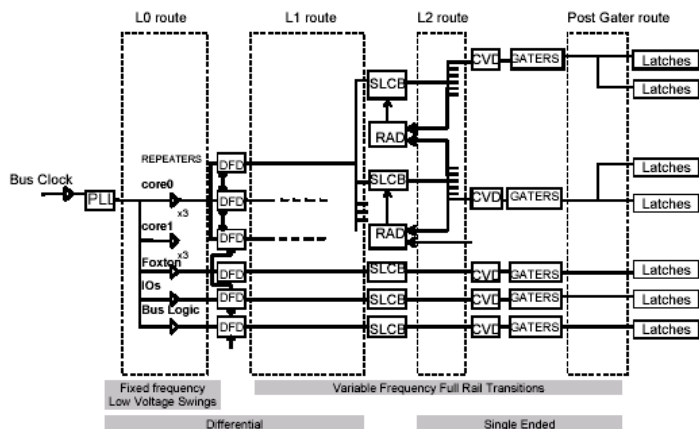 L0 route
L1 route
L2 route
Post Gater route
CVD
GATERS
Latches
SLCB
Latches
RAD
REPEATERS
DFD
Latches
Bus Clock
core0
SLCB
PLL
DFD
CVD
GATERS
Latches
x3
core1
DFD
RAD
x3
Foxton
DFD
SLCB
CVD
GATERS
Latches
IOs
DFD
SLCB
CVD
GATERS
Latches
Bus Logic
DFD
SLCB
CVD
GATERS
Latches
Fixed frequency
Low Voltage Swings
Variable Frequency Full Rail Transitions
Differential
Single Ended